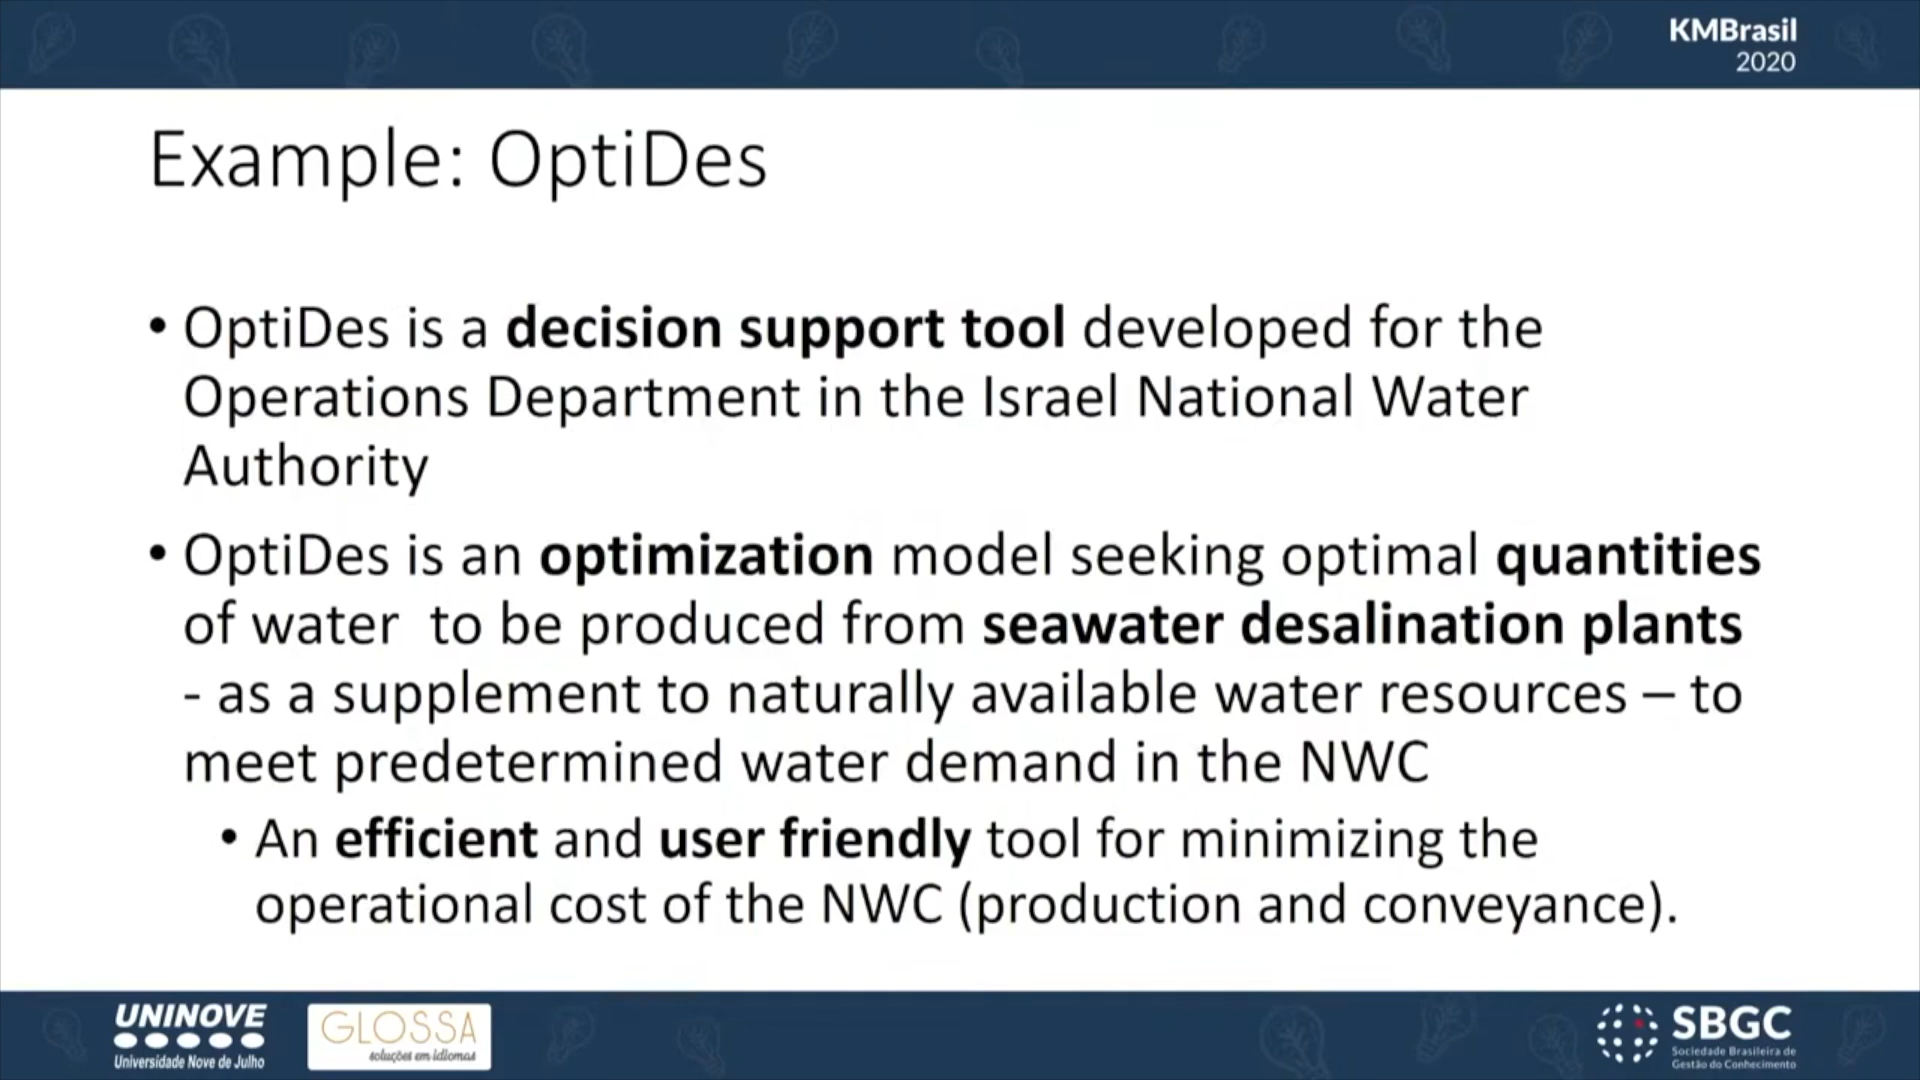 KMBrasil
2020
Example: OptiDes
• OptiDes is a decision support tool developed for the
Operations Department in the Israel National Water
Authority
• OptiDes is an optimization model seeking optimal quantities
of water  to be produced from seawater desalination plants
- as a supplement to naturally available water resources – to
meet predetermined water demand in the NWC
• An efficient and user friendly tool for minimizing the
operational cost of the NWC (production and conveyance).
UNINOVE
Universidade Nove de Julho
GLOSSA
soluções em idiomas
SBGC
Sociedade Brasileira de
Gestão do Conhecimento